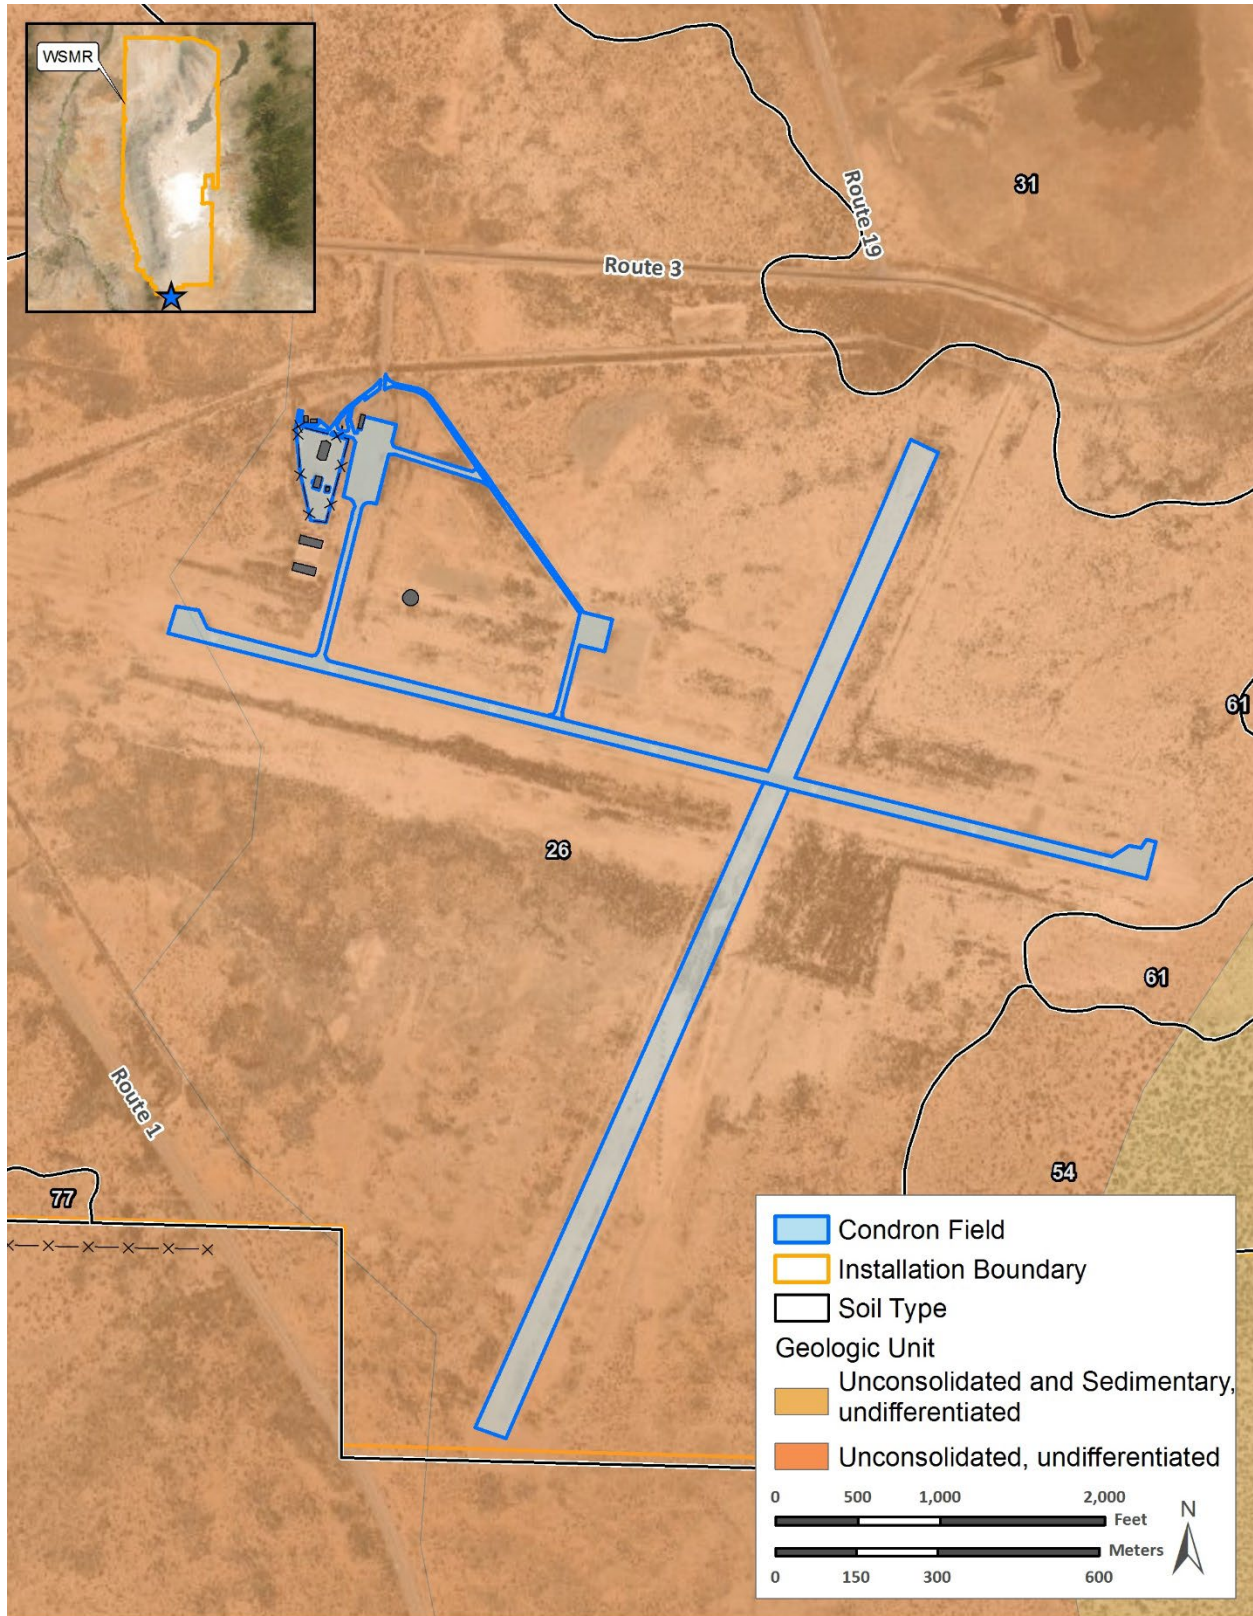 WSMR
31
Route 19
Route 3
61
26
61
Route 1
54
77
Condron Field
Installation Boundary
Soil Type
Geologic Unit
Unconsolidated and Sedimentary,
undifferentiated
Unconsolidated, undifferentiated
0 500 1,000 2,000
Feet
N
Meters
0 150 300 600